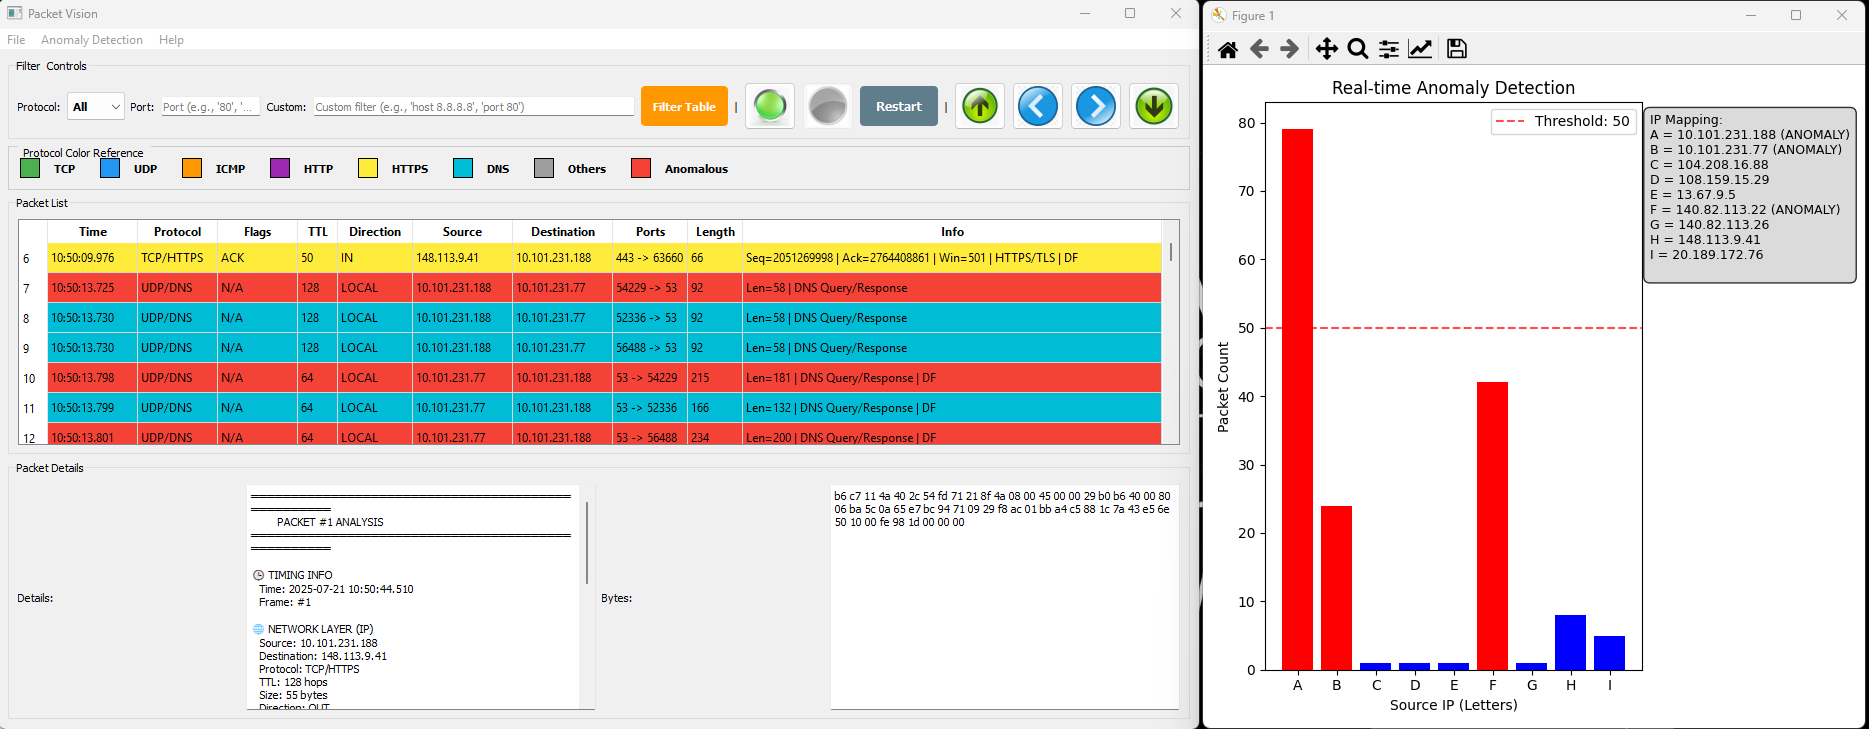 Packet Vision
File Anomaly Detection Help
Filter Controls
Protocol: All Port: Port (e.g., '80', '... Custom: Custom filter (e.g., 'host 8.8.8.8', 'port 80') Filter Table | Restart |
Protocol Color Reference
TCP UDP ICMP HTTP HTTPS DNS Others Anomalous
Packet List
Time Protocol Flags TTL Direction Source Destination Ports Length Info
6 10:50:09.976 TCP/HTTPS ACK 50 IN 148.113.9.41 10.101.231.188 443 -> 63660 66 Seq=2051269998 | Ack=2764408861 | Win=501 | HTTPS/TLS | DF
7 10:50:13.725 UDP/DNS N/A 128 LOCAL 10.101.231.188 10.101.231.77 54229 -> 53 92 Len=58 | DNS Query/Response
8 10:50:13.730 UDP/DNS N/A 128 LOCAL 10.101.231.188 10.101.231.77 52336 -> 53 92 Len=58 | DNS Query/Response
9 10:50:13.730 UDP/DNS N/A 128 LOCAL 10.101.231.188 10.101.231.77 56488 -> 53 92 Len=58 | DNS Query/Response
10 10:50:13.798 UDP/DNS N/A 64 LOCAL 10.101.231.77 10.101.231.188 53 -> 54229 215 Len=181 | DNS Query/Response | DF
11 10:50:13.799 UDP/DNS N/A 64 LOCAL 10.101.231.77 10.101.231.188 53 -> 52336 166 Len=132 | DNS Query/Response | DF
12 10:50:13.801 UDP/DNS N/A 64 LOCAL 10.101.231.77 10.101.231.188 53 -> 56488 234 Len=200 | DNS Query/Response | DF
Packet Details
Details:
PACKET #1 ANALYSIS
TIMING INFO
Time: 2025-07-21 10:50:44.510
Frame: #1
NETWORK LAYER (IP)
Source: 10.101.231.188
Destination: 148.113.9.41
Protocol: TCP/HTTPS
TTL: 128 hops
Size: 55 bytes
Direction: OUT
Bytes:
b6 c7 11 4a 40 2c 54 fd 71 21 8f 4a 08 00 45 00 00 29 b0 b6 40 00 80
06 ba 5c 0a 65 e7 bc 94 71 09 29 f8 ac 01 bb a4 c5 88 1c 7a 43 e5 6e
50 10 00 fe 98 1d 00 00 00
Figure 1
Real-time Anomaly Detection
Threshold: 50
IP Mapping:
A = 10.101.231.188 (ANOMALY)
B = 10.101.231.77 (ANOMALY)
C = 104.208.16.88
D = 108.159.15.29
E = 13.67.9.5
F = 140.82.113.22 (ANOMALY)
G = 140.82.113.26
H = 148.113.9.41
I = 20.189.172.76
Packet Count
80
70
60
50
40
30
20
10
0
A B C D E F G H I
Source IP (Letters)